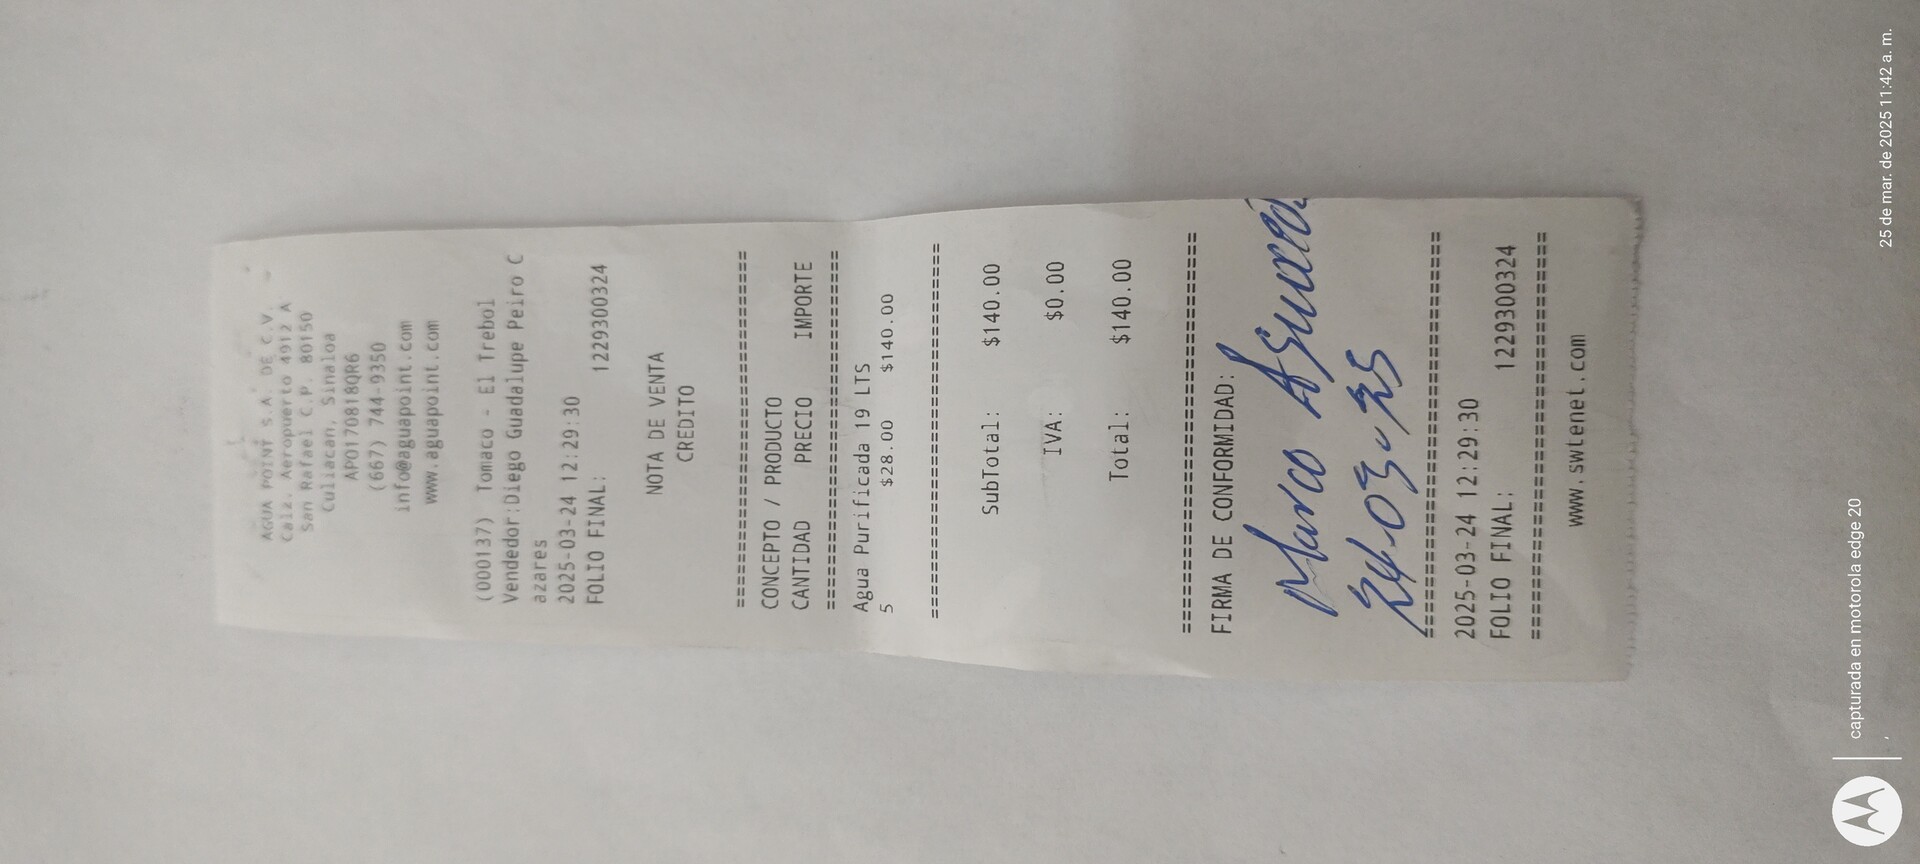 AGUA POINT S.A. DE C.V.
Calz. Aeropuerto 4912 A
San Rafael C.P. 80150
Culiacan, Sinaloa
APO170818QR6
(667) 744-9350
info@aguapoint.com
www.aguapoint.com
(000137) Tomaco - El Trebol
Vendedor:Diego Guadalupe Peiro C
azares
2025-03-24 12:29:30
FOLIO FINAL: 1229300324
NOTA DE VENTA
CREDITO
================================
CONCEPTO / PRODUCTO
CANTIDAD PRECIO IMPORTE
================================
Agua Purificada 19 LTS
5 $28.00 $140.00
================================
SubTotal: $140.00
IVA: $0.00
Total: $140.00
================================
FIRMA DE CONFORMIDAD:
Marco
24-03-25
================================
2025-03-24 12:29:30
FOLIO FINAL: 1229300324
================================
www.swtenet.com
capturada en motorola edge 20
25 de mar. de 2025 11:42 a. m.